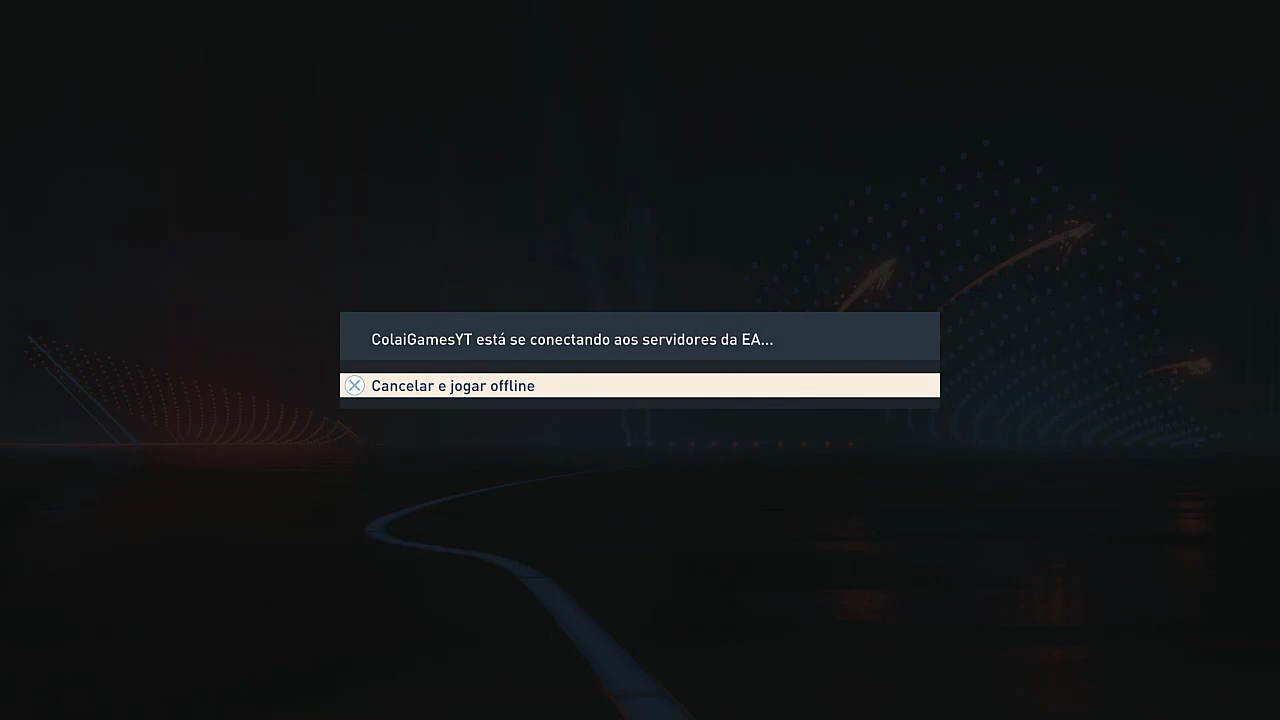 ColaiGamesYT está se conectando aos servidores da EA...
Cancelar e jogar offline